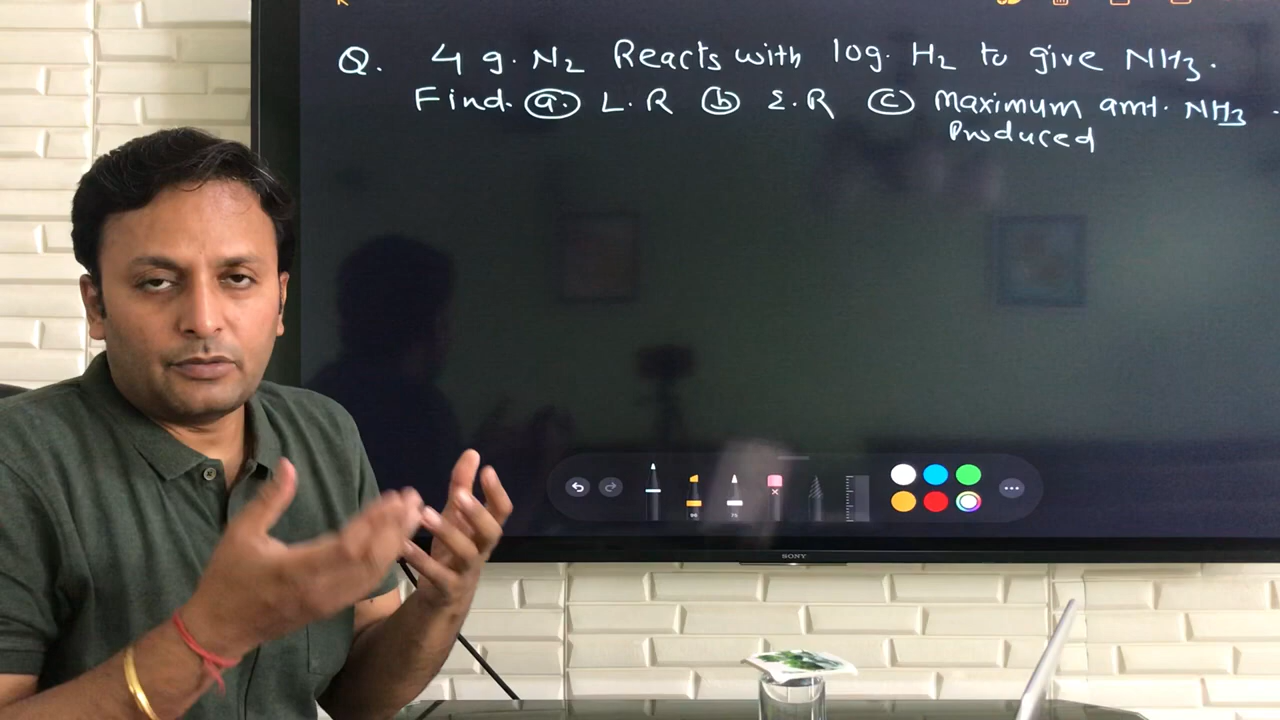 Q. 4 g. N2 Reacts with 10g. H2 to give NH3.
Find. a. L.R b ε.R c Maximum amt. NH3.
Produced
SONY